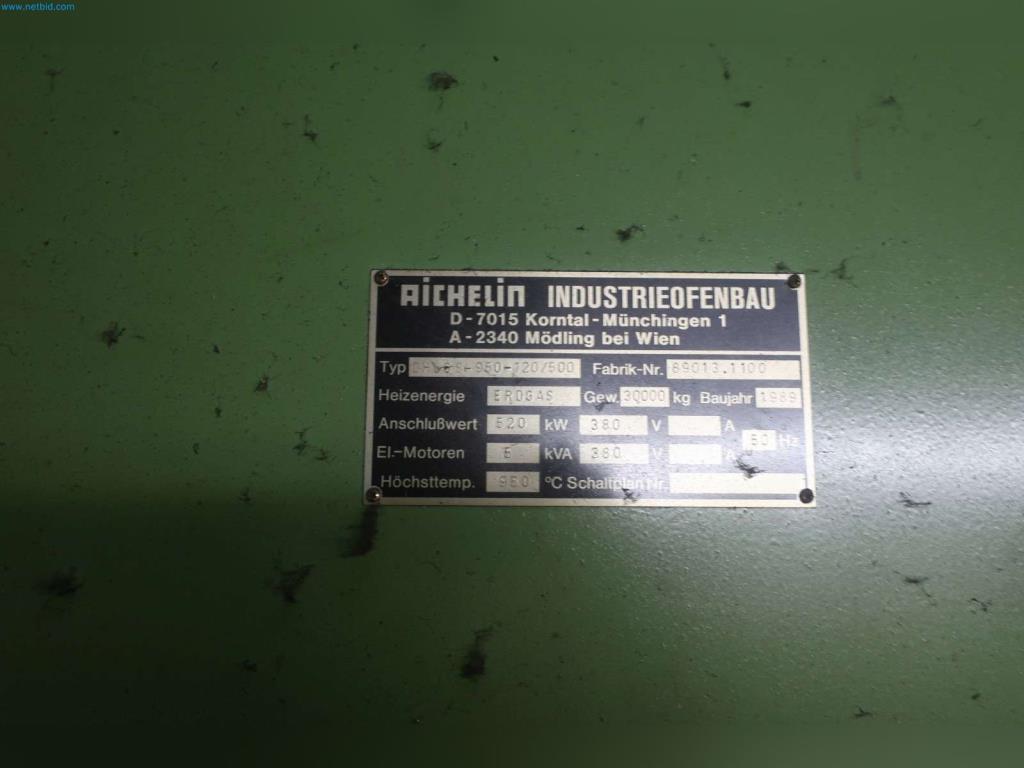 www.netbid.com
AICHELIN INDUSTRIEOFENBAU
D-7015 Korntal-Münchingen 1
A-2340 Mödling bei Wien
Typ Fabrik-Nr. 89013.1100
Heizenergie ERDGAS Gew. 30000 kg Baujahr 1989
Anschlußwert 520 kW 380 V A
50 Hz
El.-Motoren kVA 380 V A
Höchsttemp. 950 °C Schaltplan Nr.